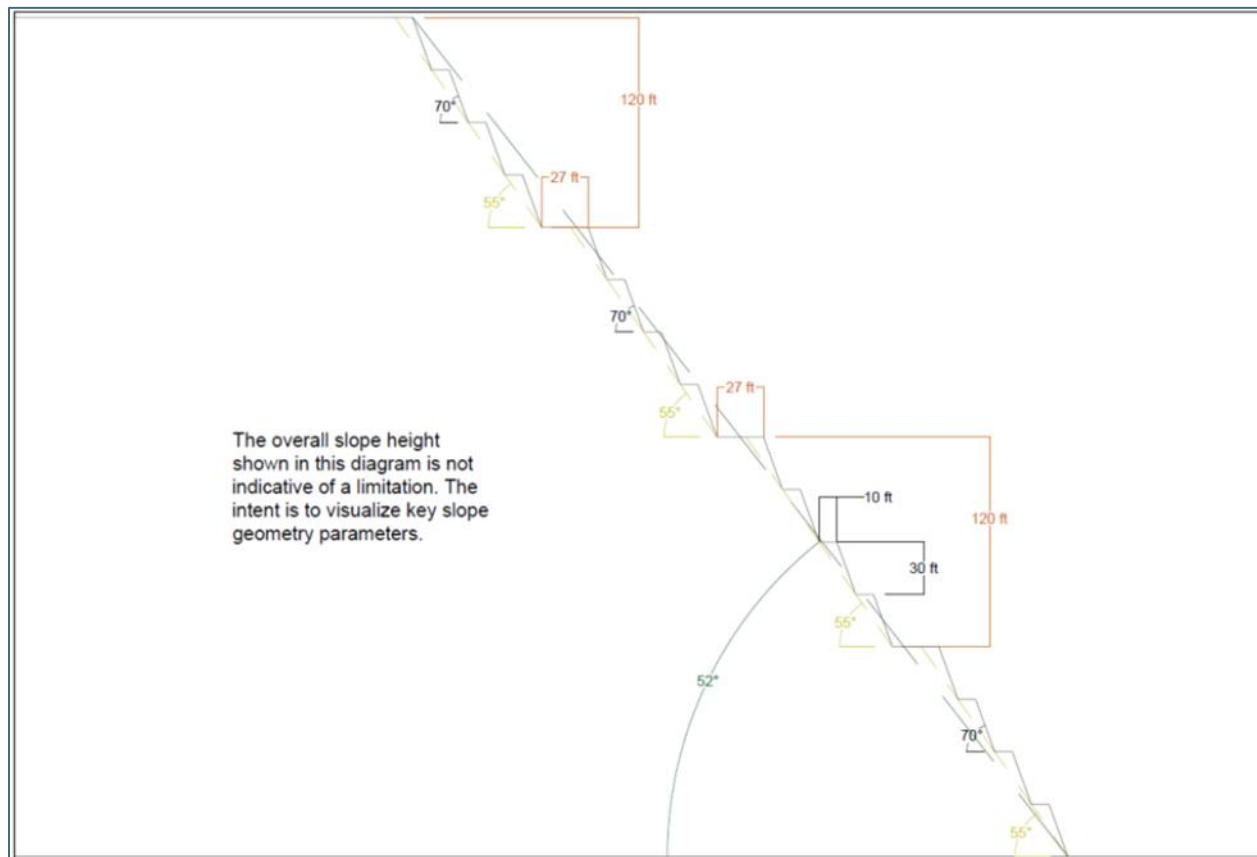 120 ft
70°
27 ft
55°
70°
27 ft
55°
The overall slope height
shown in this diagram is not
indicative of a limitation. The
intent is to visualize key slope
geometry parameters.
10 ft
120 ft
30 ft
55°
52°
70°
55°